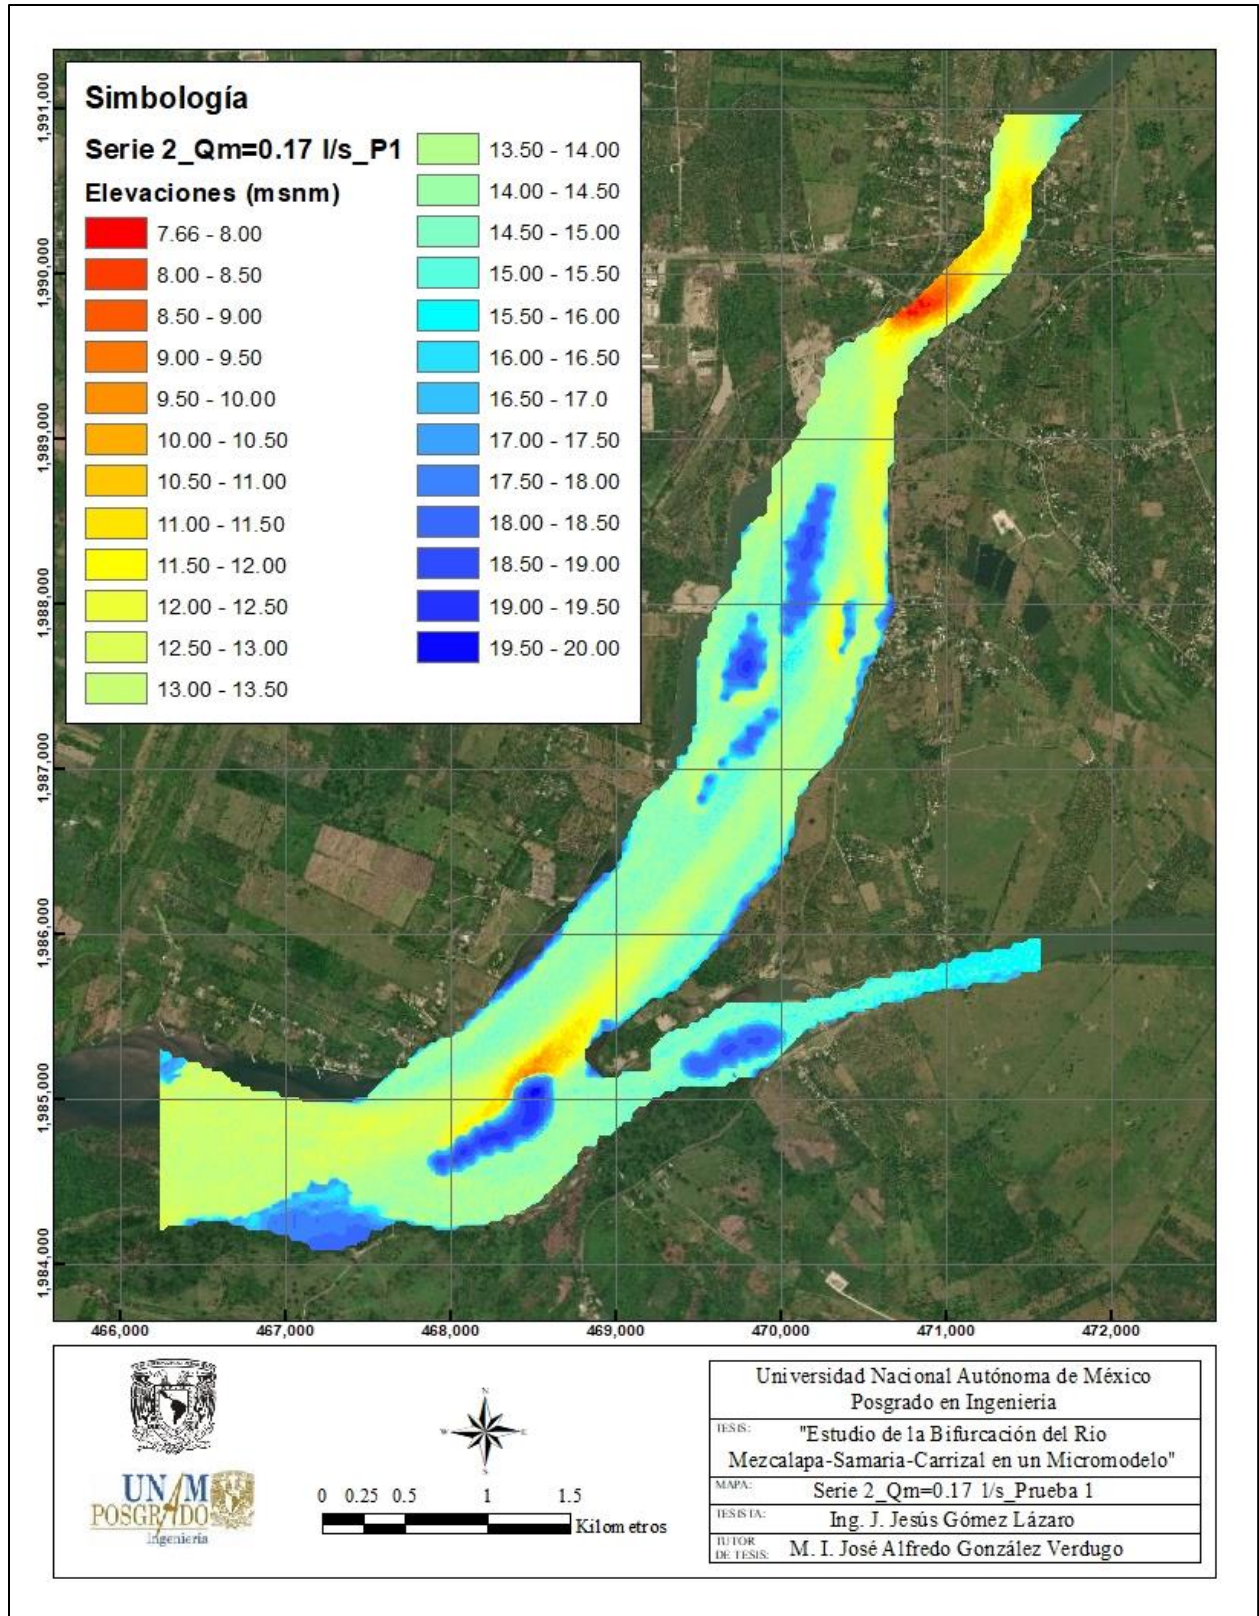 Simbología
Serie 2_Qm=0.17 l/s_P1
Elevaciones (msnm)
7.66 - 8.00
8.00 - 8.50
8.50 - 9.00
9.00 - 9.50
9.50 - 10.00
10.00 - 10.50
10.50 - 11.00
11.00 - 11.50
11.50 - 12.00
12.00 - 12.50
12.50 - 13.00
13.00 - 13.50
13.50 - 14.00
14.00 - 14.50
14.50 - 15.00
15.00 - 15.50
15.50 - 16.00
16.00 - 16.50
16.50 - 17.0
17.00 - 17.50
17.50 - 18.00
18.00 - 18.50
18.50 - 19.00
19.00 - 19.50
19.50 - 20.00
1,991,000
1,990,000
1,989,000
1,988,000
1,987,000
1,986,000
1,985,000
1,984,000
466,000 467,000 468,000 469,000 470,000 471,000 472,000
UNAM
POSGRADO
Ingeniería
N
W E
S
0 0.25 0.5 1 1.5
Kilometros
Universidad Nacional Autónoma de México
Posgrado en Ingeniería
TESIS: "Estudio de la Bifurcación del Río
Mezcalapa-Samaria-Carrizal en un Micromodelo"
MAPA: Serie 2_Qm=0.17 l/s_Prueba 1
TESISTA: Ing. J. Jesús Gómez Lázaro
TUTOR
DE TESIS: M. I. José Alfredo González Verdugo